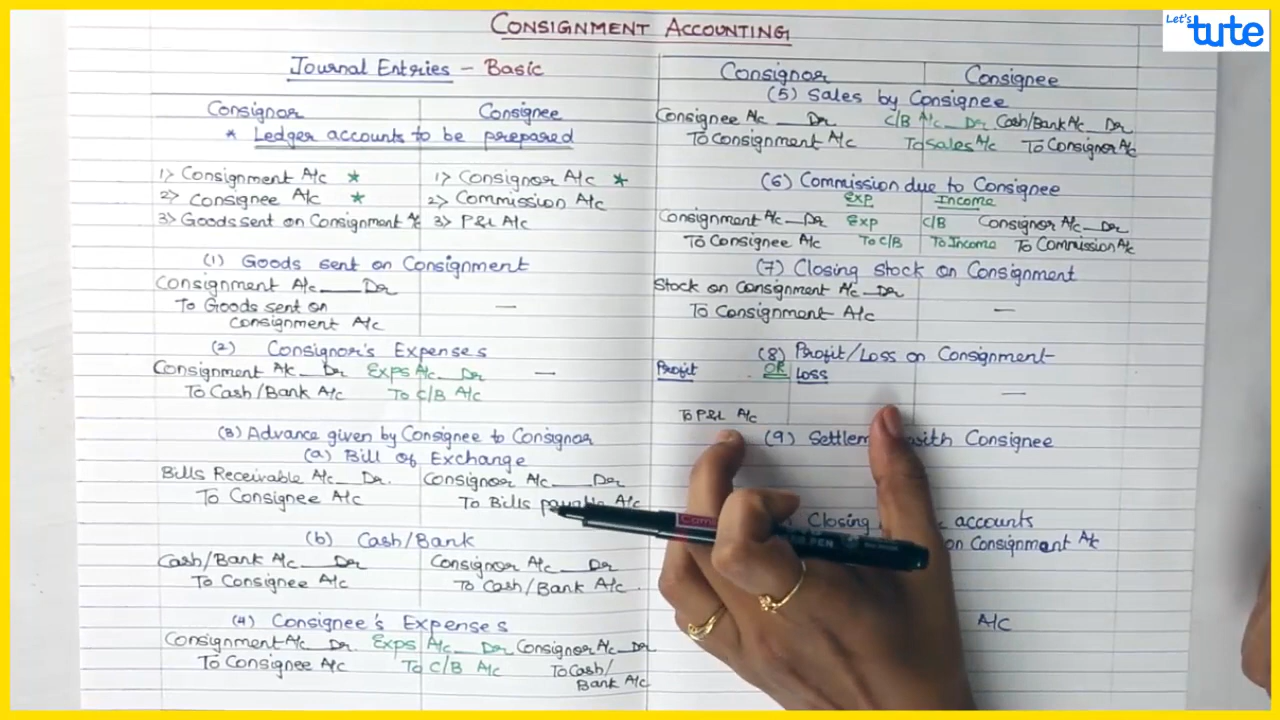 CONSIGNMENT ACCOUNTING
Let's tute
Journal Entries - Basic
Consignor Consignee
* Ledger accounts to be prepared
1) Consignment A/c * 1) Consignor A/c *
2) Consignee A/c * 2) Commission A/c
3) Goods sent on Consignment A/c 3) P&L A/c
(1) Goods sent on Consignment
Consignment A/c __ Dr
To Goods sent on —
consignment A/c
(2) Consignor's Expenses
Consignment A/c _ Dr Exps A/c _ Dr —
To Cash/Bank A/c To C/B A/c
(3) Advance given by Consignee to Consignor
(a) Bill of Exchange
Bills Receivable A/c _ Dr. Consignor A/c __ Dr
To Consignee A/c To Bills payable A/c
(b) Cash/Bank
Cash/Bank A/c __ Dr Consignor A/c __ Dr
To Consignee A/c To Cash/Bank A/c.
(4) Consignee's Expenses
Consignment A/c _ Dr. Exps A/c _ Dr Consignor A/c _ Dr
To Consignee A/c To C/B A/c To Cash/
Bank A/c
Consignor Consignee
(5) Sales by Consignee
Consignee A/c __ Dr C/B A/c _ Dr Cash/Bank A/c _ Dr
To Consignment A/c To Sales A/c To Consignor A/c
(6) Commission due to Consignee
Exp Income
Consignment A/c _ Dr Exp C/B Consignor A/c _ Dr
To Consignee A/c To C/B To Income To Commission A/c
(7) Closing Stock on Consignment
Stock on Consignment A/c _ Dr
To Consignment A/c —
(8) Profit/Loss on Consignment
Profit OR Loss
—
To P&L A/c
(9) with Consignee
Closing accounts
on Consignment A/c
A/c